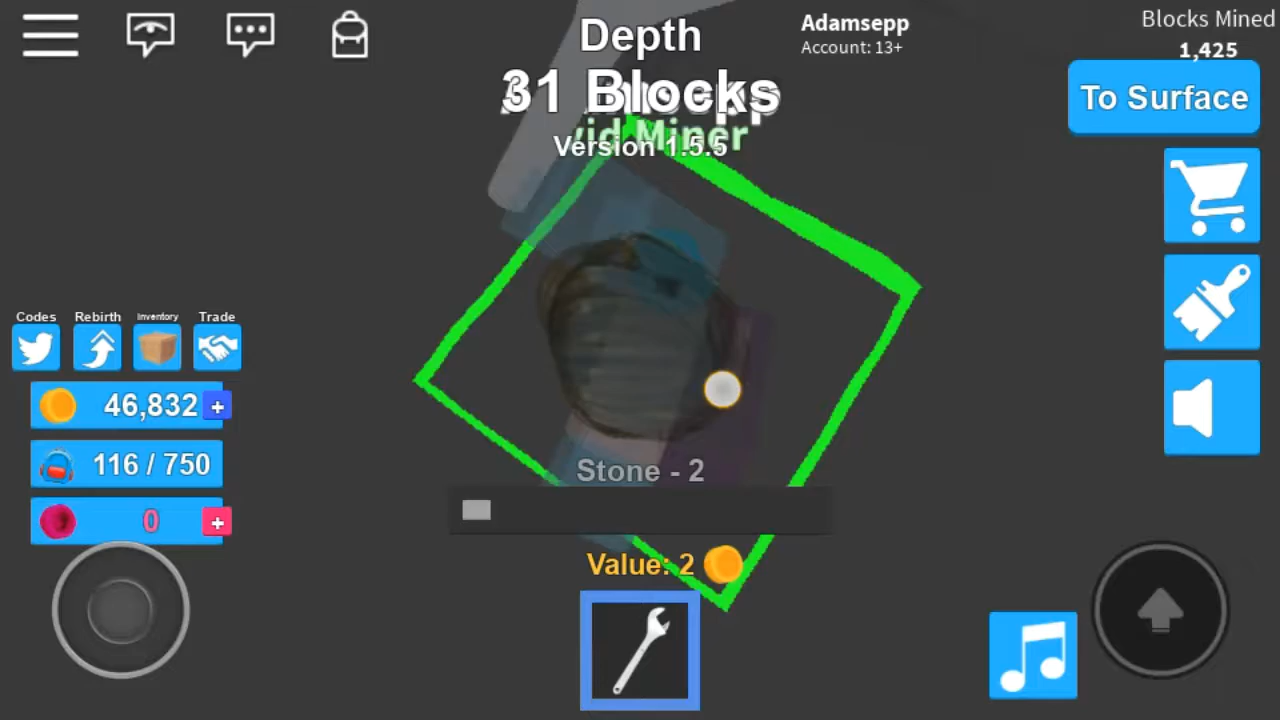 Depth
31 Blocks
Miner
Version 1.5.5
Adamsepp
Account: 13+
Blocks Mined
1,425
To Surface
Codes
Rebirth
Inventory
Trade
46,832
+
116 / 750
0
+
Stone - 2
Value: 2